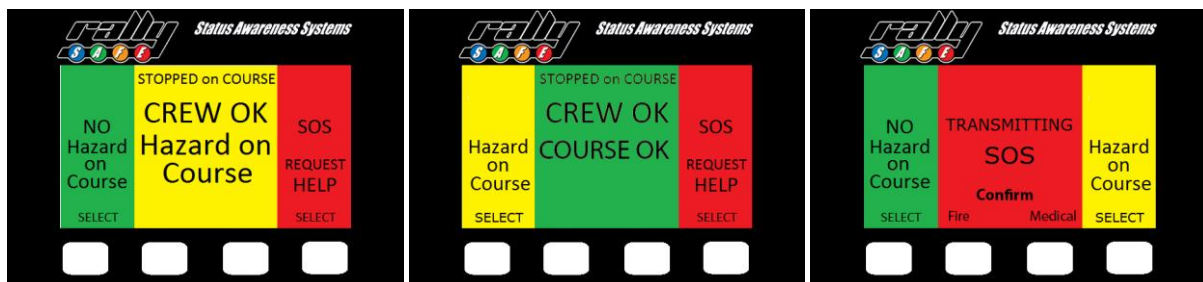 rally
SAFE
Status Awareness Systems
NO
Hazard
on
Course
SELECT
STOPPED on COURSE
CREW OK
Hazard on
Course
SOS
REQUEST
HELP
SELECT
rally
SAFE
Status Awareness Systems
Hazard
on
Course
SELECT
STOPPED on COURSE
CREW OK
COURSE OK
SOS
REQUEST
HELP
SELECT
rally
SAFE
Status Awareness Systems
NO
Hazard
on
Course
SELECT
TRANSMITTING
SOS
Confirm
Fire Medical
Hazard
on
Course
SELECT